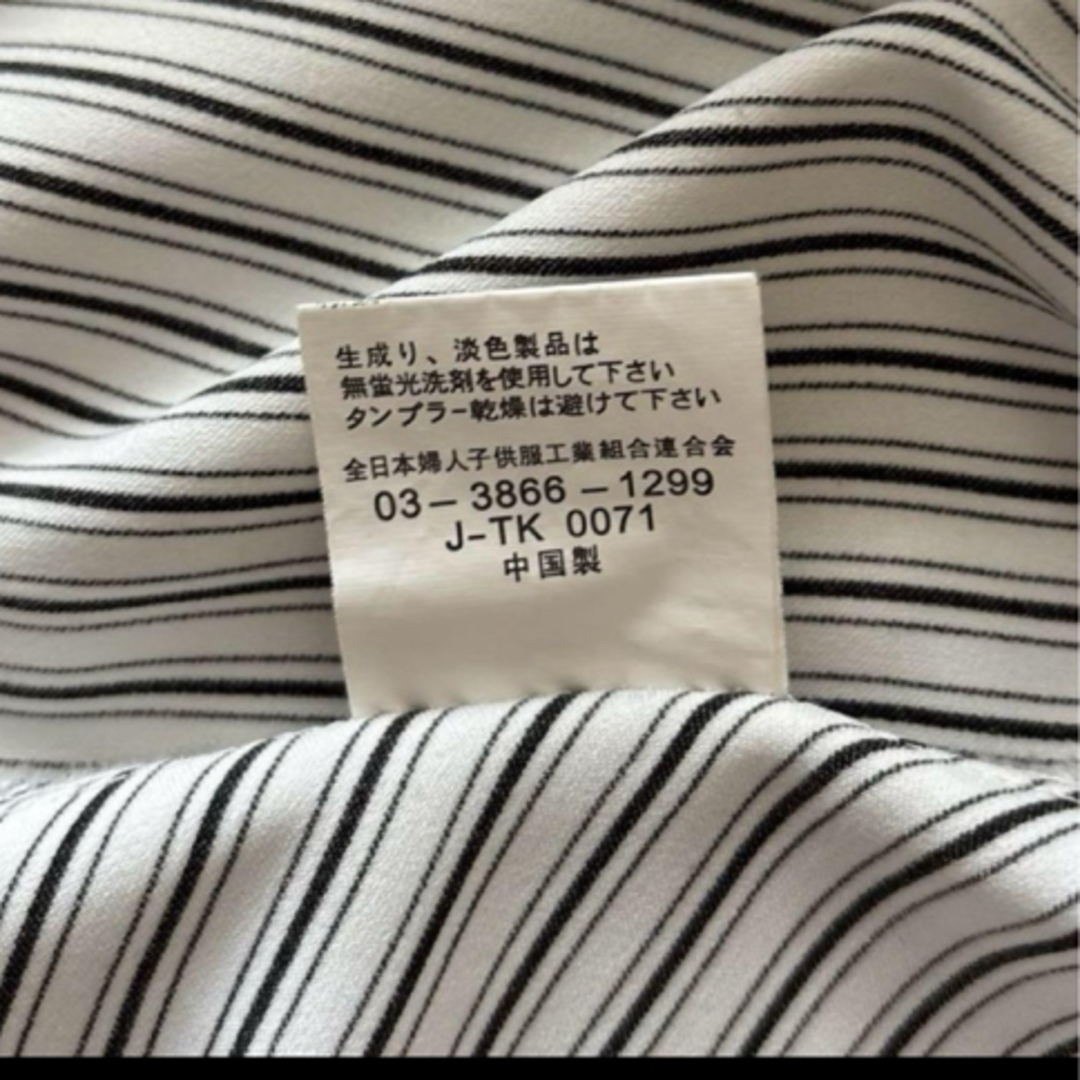 生成り、淡色製品は
無蛍光洗剤を使用して下さい
タンブラー乾燥は避けて下さい
全日本婦人子供服工業組合連合会
03－3866－1299
J-TK 0071
中国製